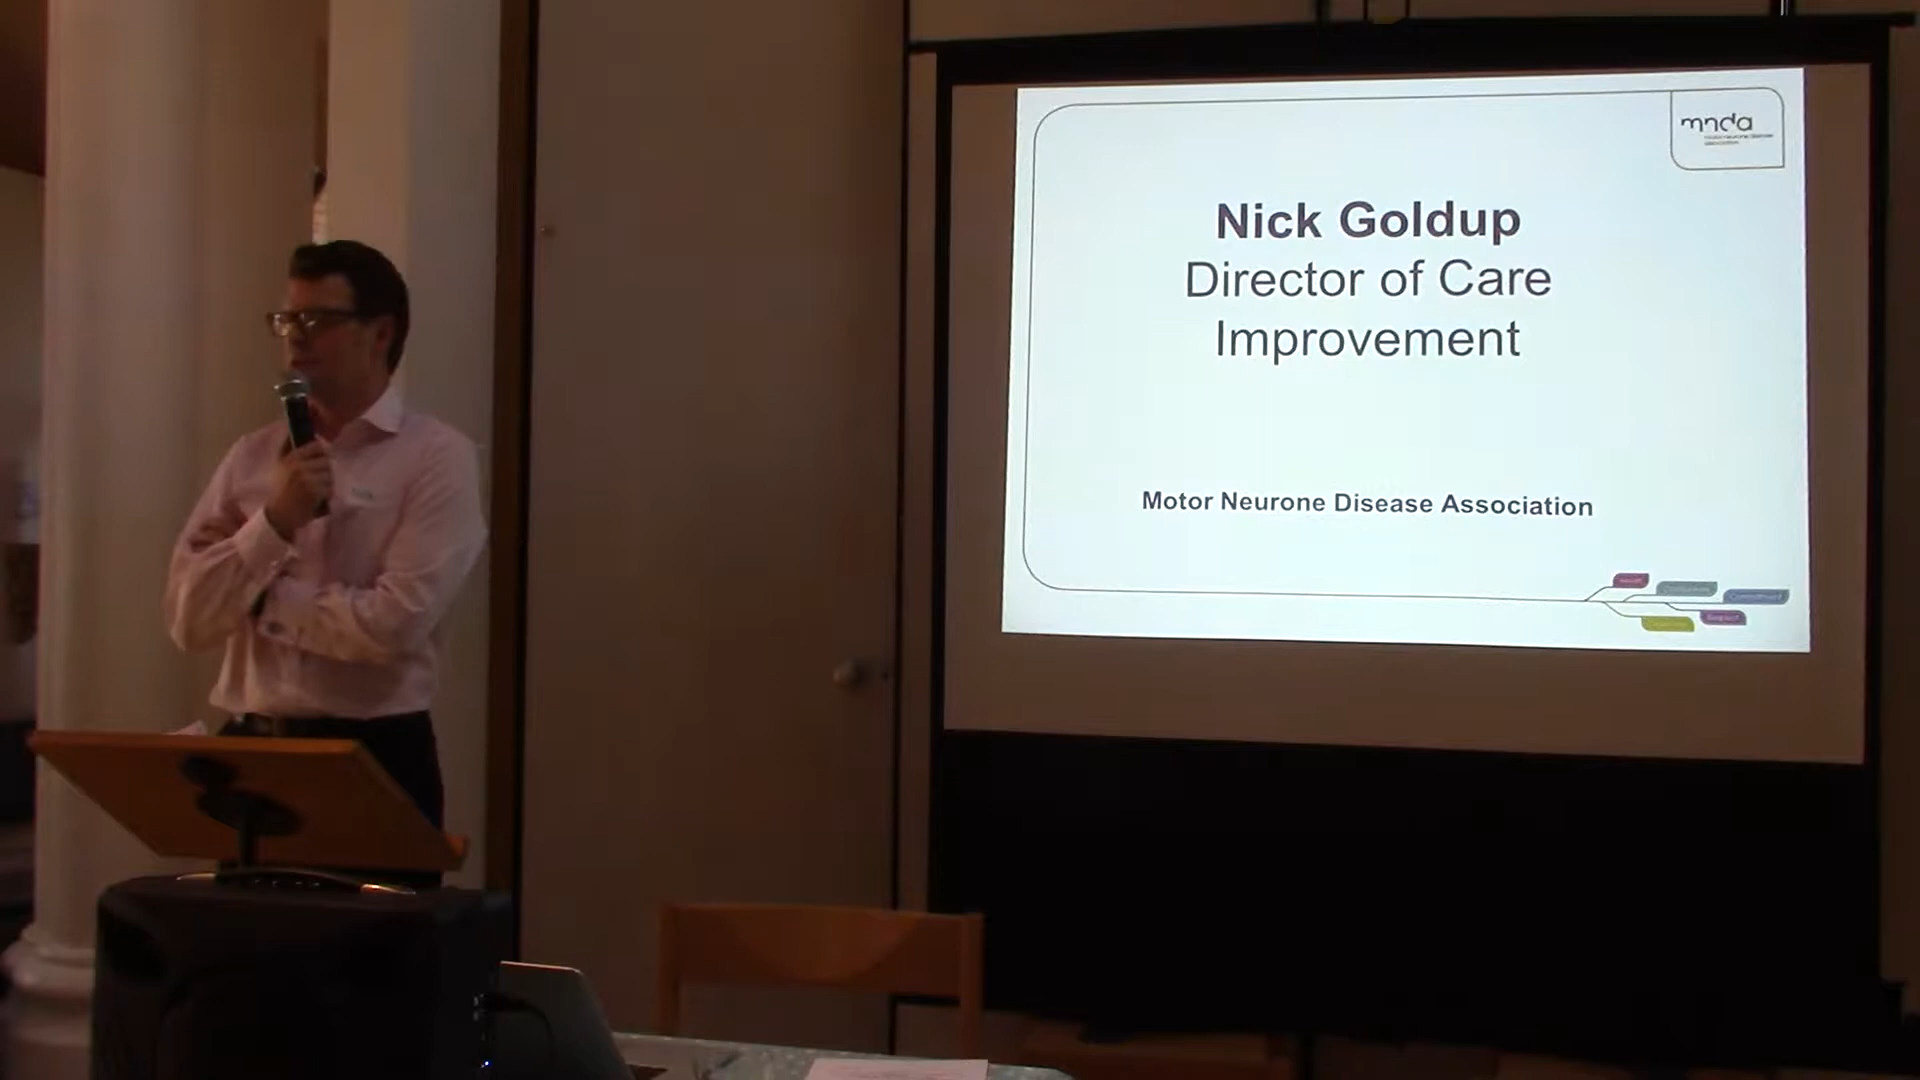 mnda
Nick Goldup
Director of Care
Improvement
Motor Neurone Disease Association